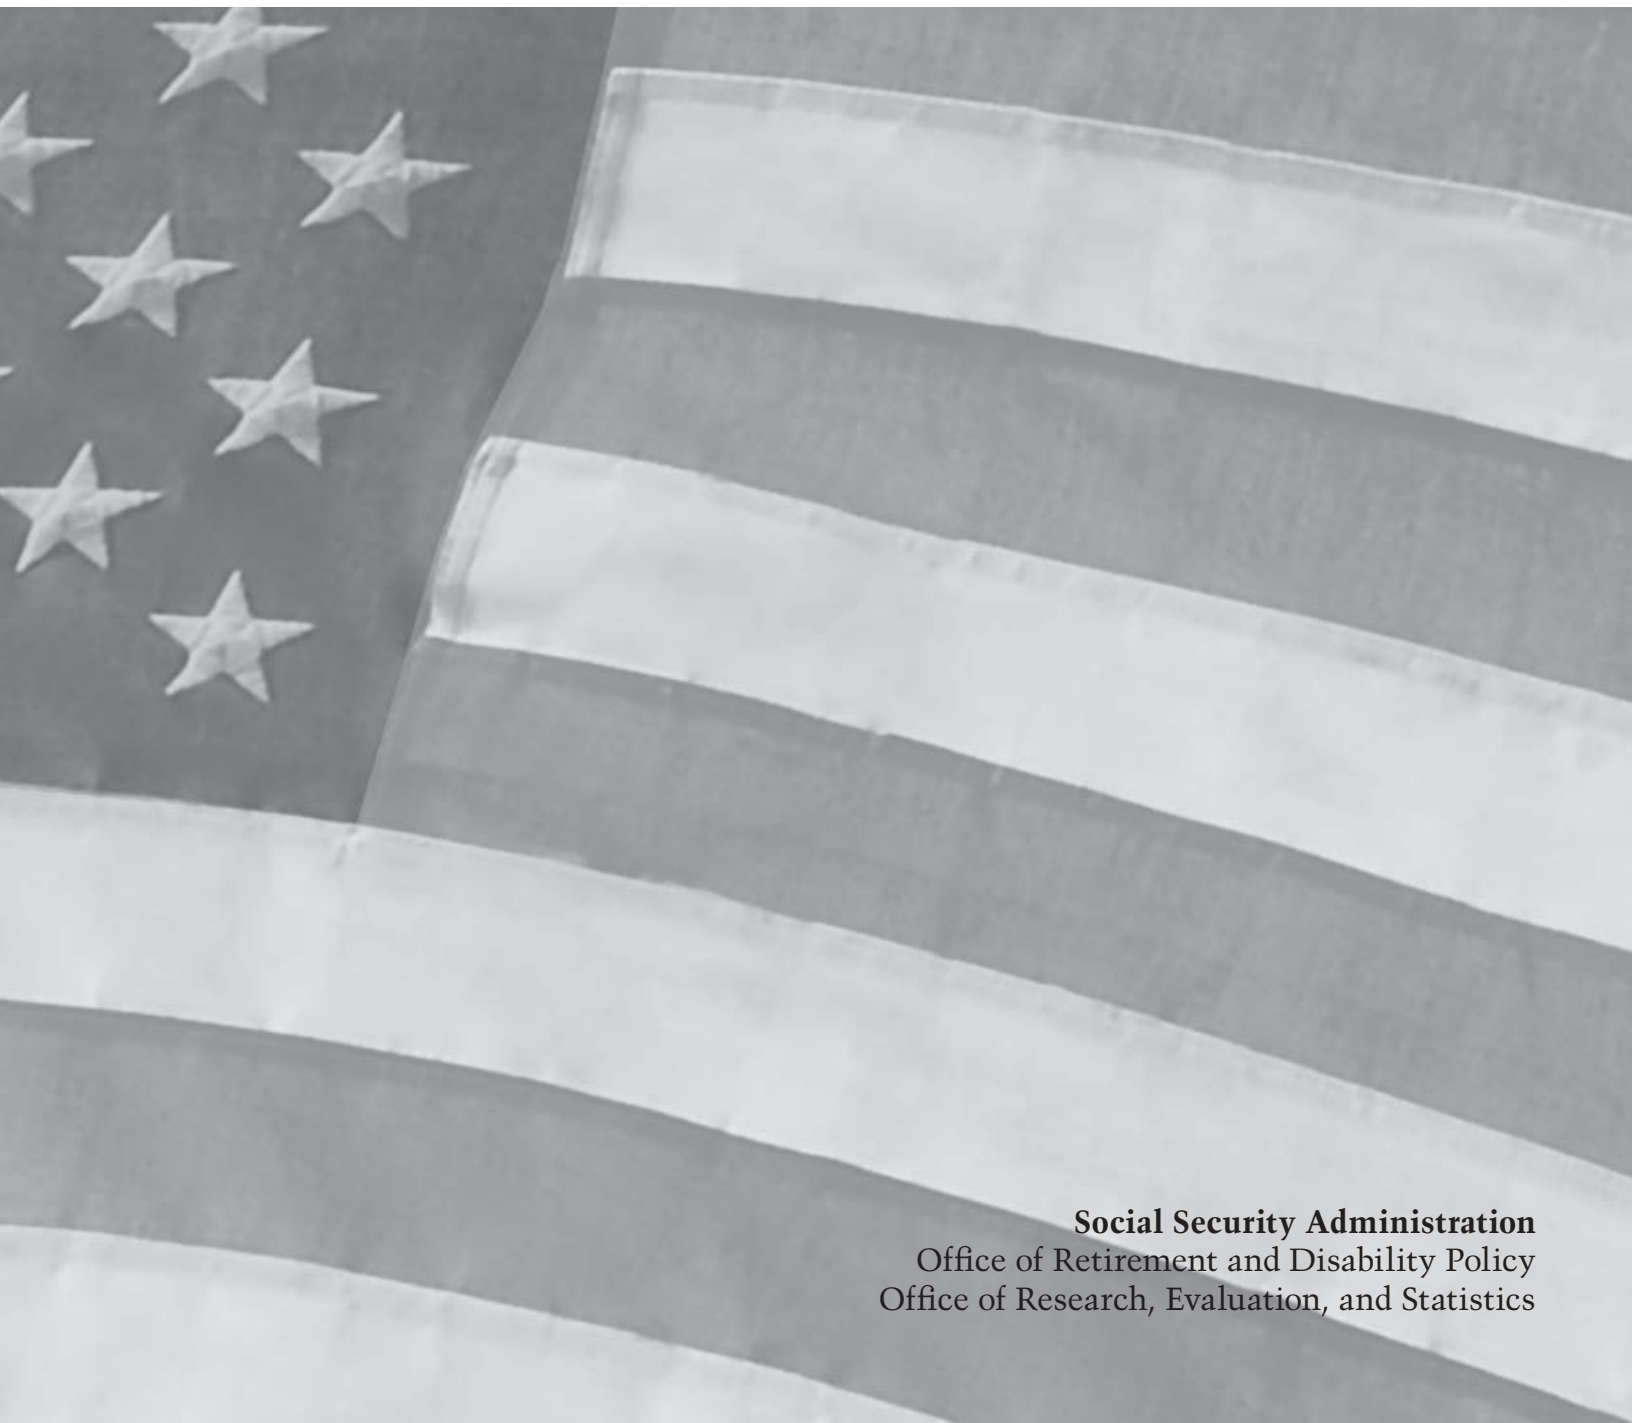 Social Security Administration
Office of Retirement and Disability Policy
Office of Research, Evaluation, and Statistics